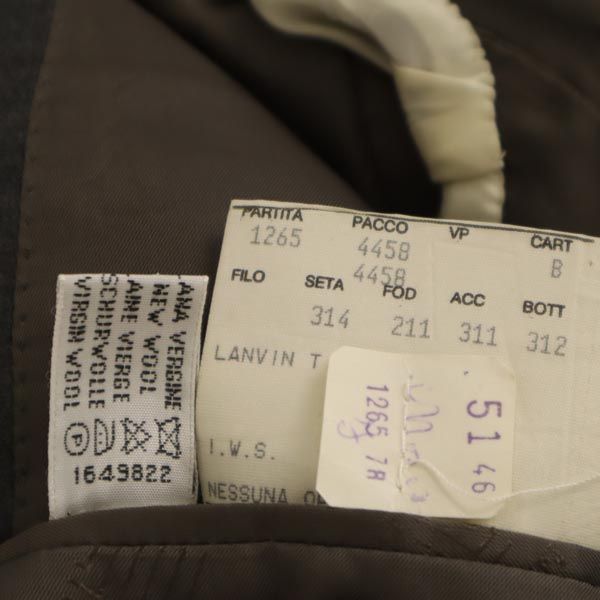 LANA VERGINE
NEW WOOL
LAINE VIERGE
SCHURWOLLE
VIRGIN WOOL
P
1649822
PARTITA PACCO VP CART
1265 4458 B
4458
FILO SETA FOD ACC BOTT
314 211 311 312
LANVIN T
I.W.S.
NESSUNA
51 46
1265 7R